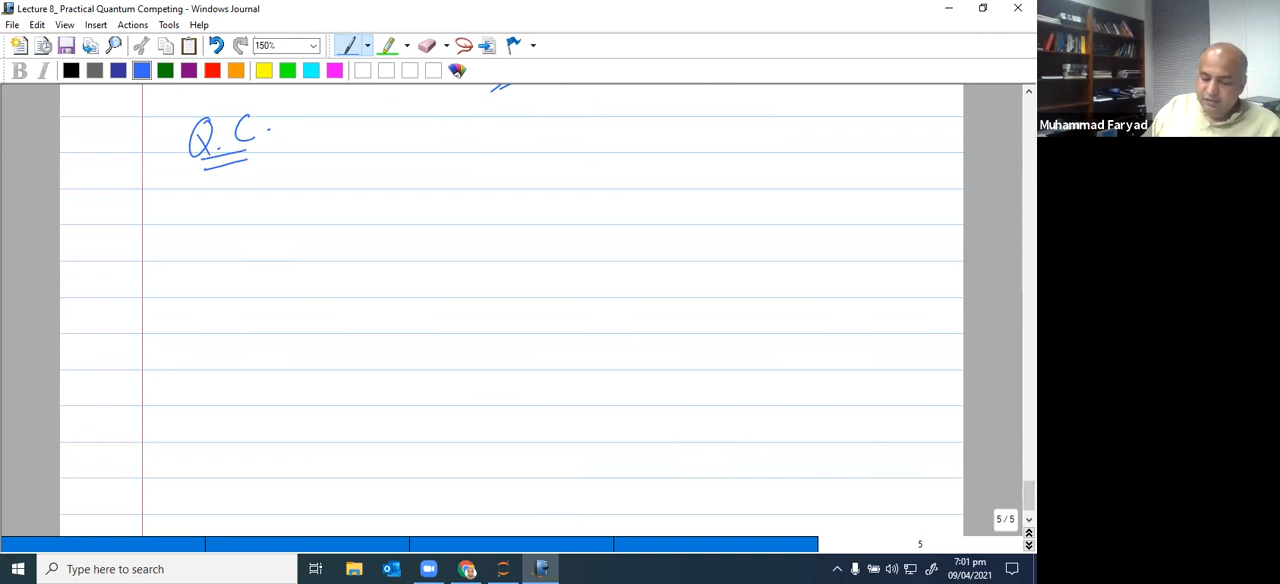 Lecture 8_ Practical Quantum Competing - Windows Journal
File Edit View Insert Actions Tools Help
150%
B I
Q.C.
Muhammad Faryad
5 / 5
5
Type here to search
7:01 pm
09/04/2021